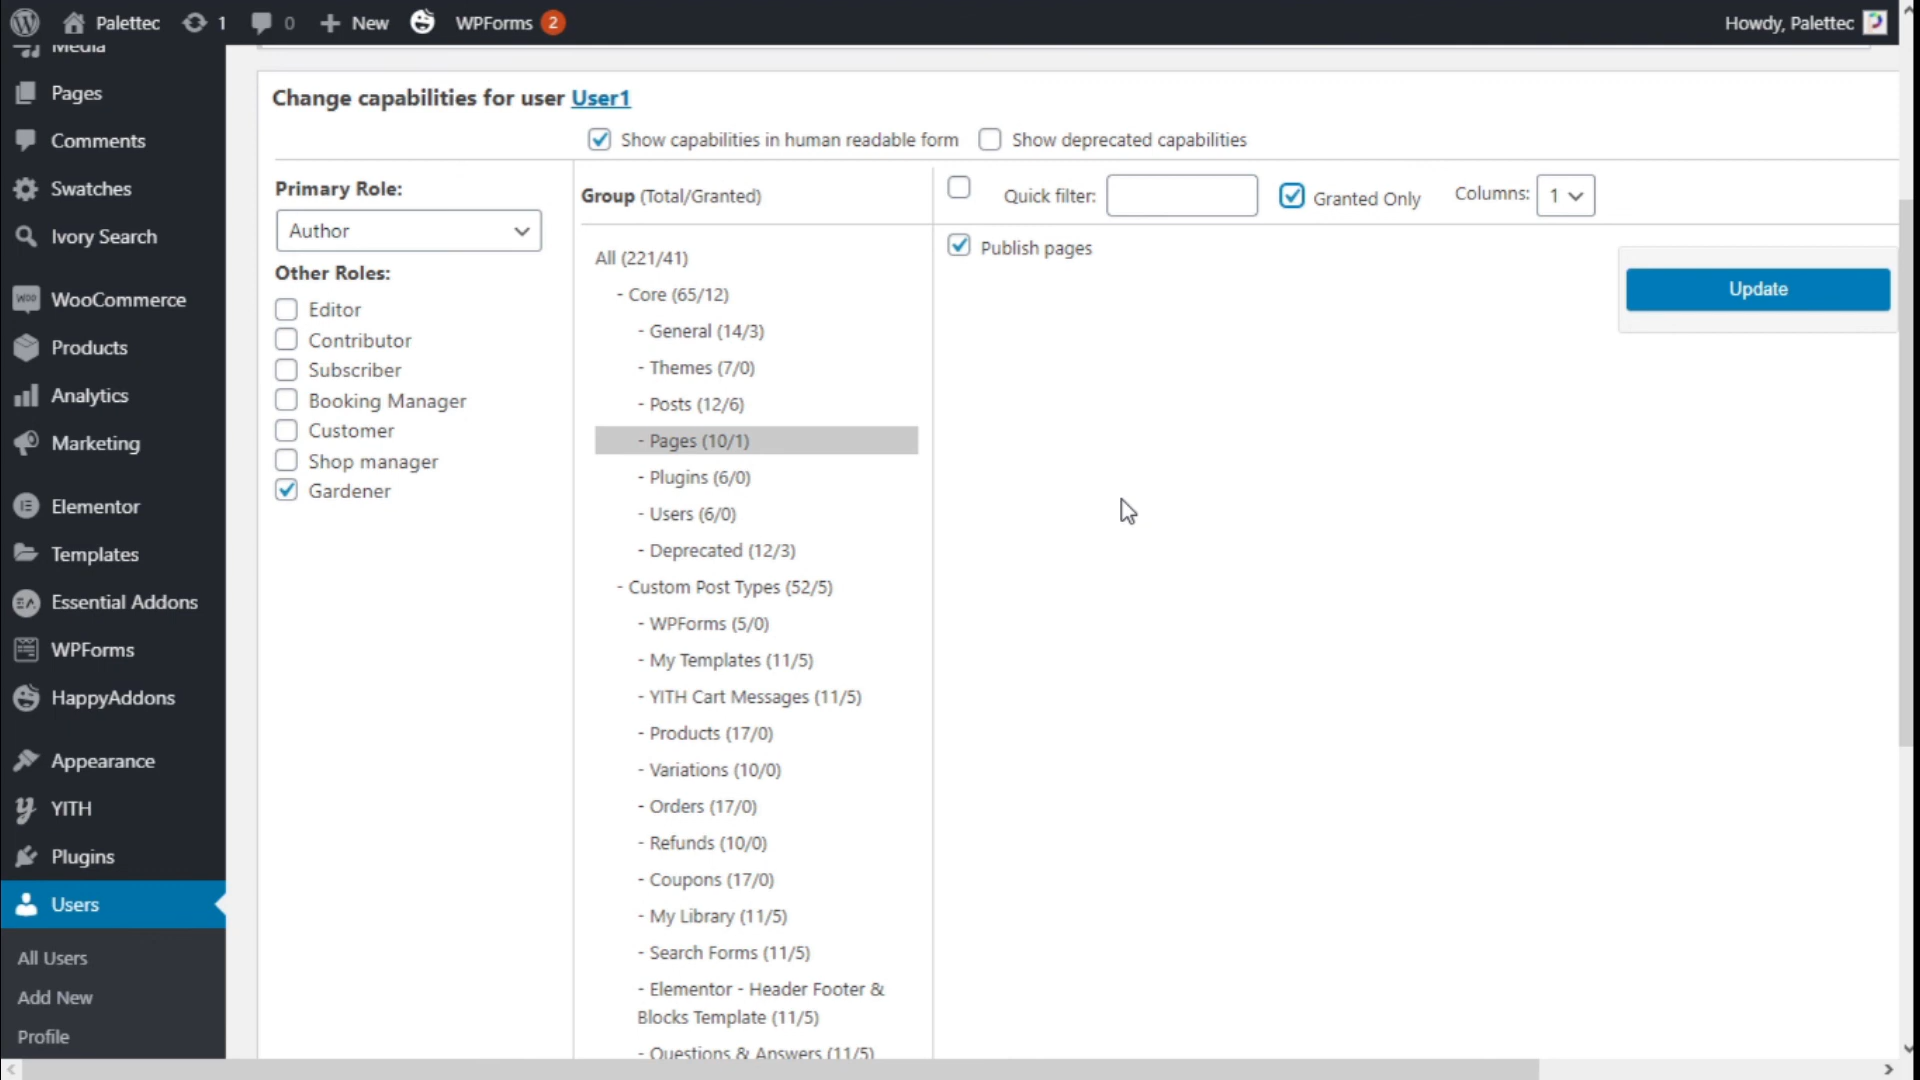 Palettec
1
0
New
WPForms 2
Howdy, Palettec
Media
Pages
Comments
Swatches
Ivory Search
WooCommerce
Products
Analytics
Marketing
Elementor
Templates
Essential Addons
WPForms
HappyAddons
Appearance
YITH
Plugins
Users
All Users
Add New
Profile
Change capabilities for user User1
Show capabilities in human readable form
Show deprecated capabilities
Primary Role:
Author
Other Roles:
Editor
Contributor
Subscriber
Booking Manager
Customer
Shop manager
Gardener
Group (Total/Granted)
All (221/41)
- Core (65/12)
- General (14/3)
- Themes (7/0)
- Posts (12/6)
- Pages (10/1)
- Plugins (6/0)
- Users (6/0)
- Deprecated (12/3)
- Custom Post Types (52/5)
- WPForms (5/0)
- My Templates (11/5)
- YITH Cart Messages (11/5)
- Products (17/0)
- Variations (10/0)
- Orders (17/0)
- Refunds (10/0)
- Coupons (17/0)
- My Library (11/5)
- Search Forms (11/5)
- Elementor - Header Footer &
Blocks Template (11/5)
- Questions & Answers (11/5)
Quick filter:
Granted Only
Columns: 1
Publish pages
Update